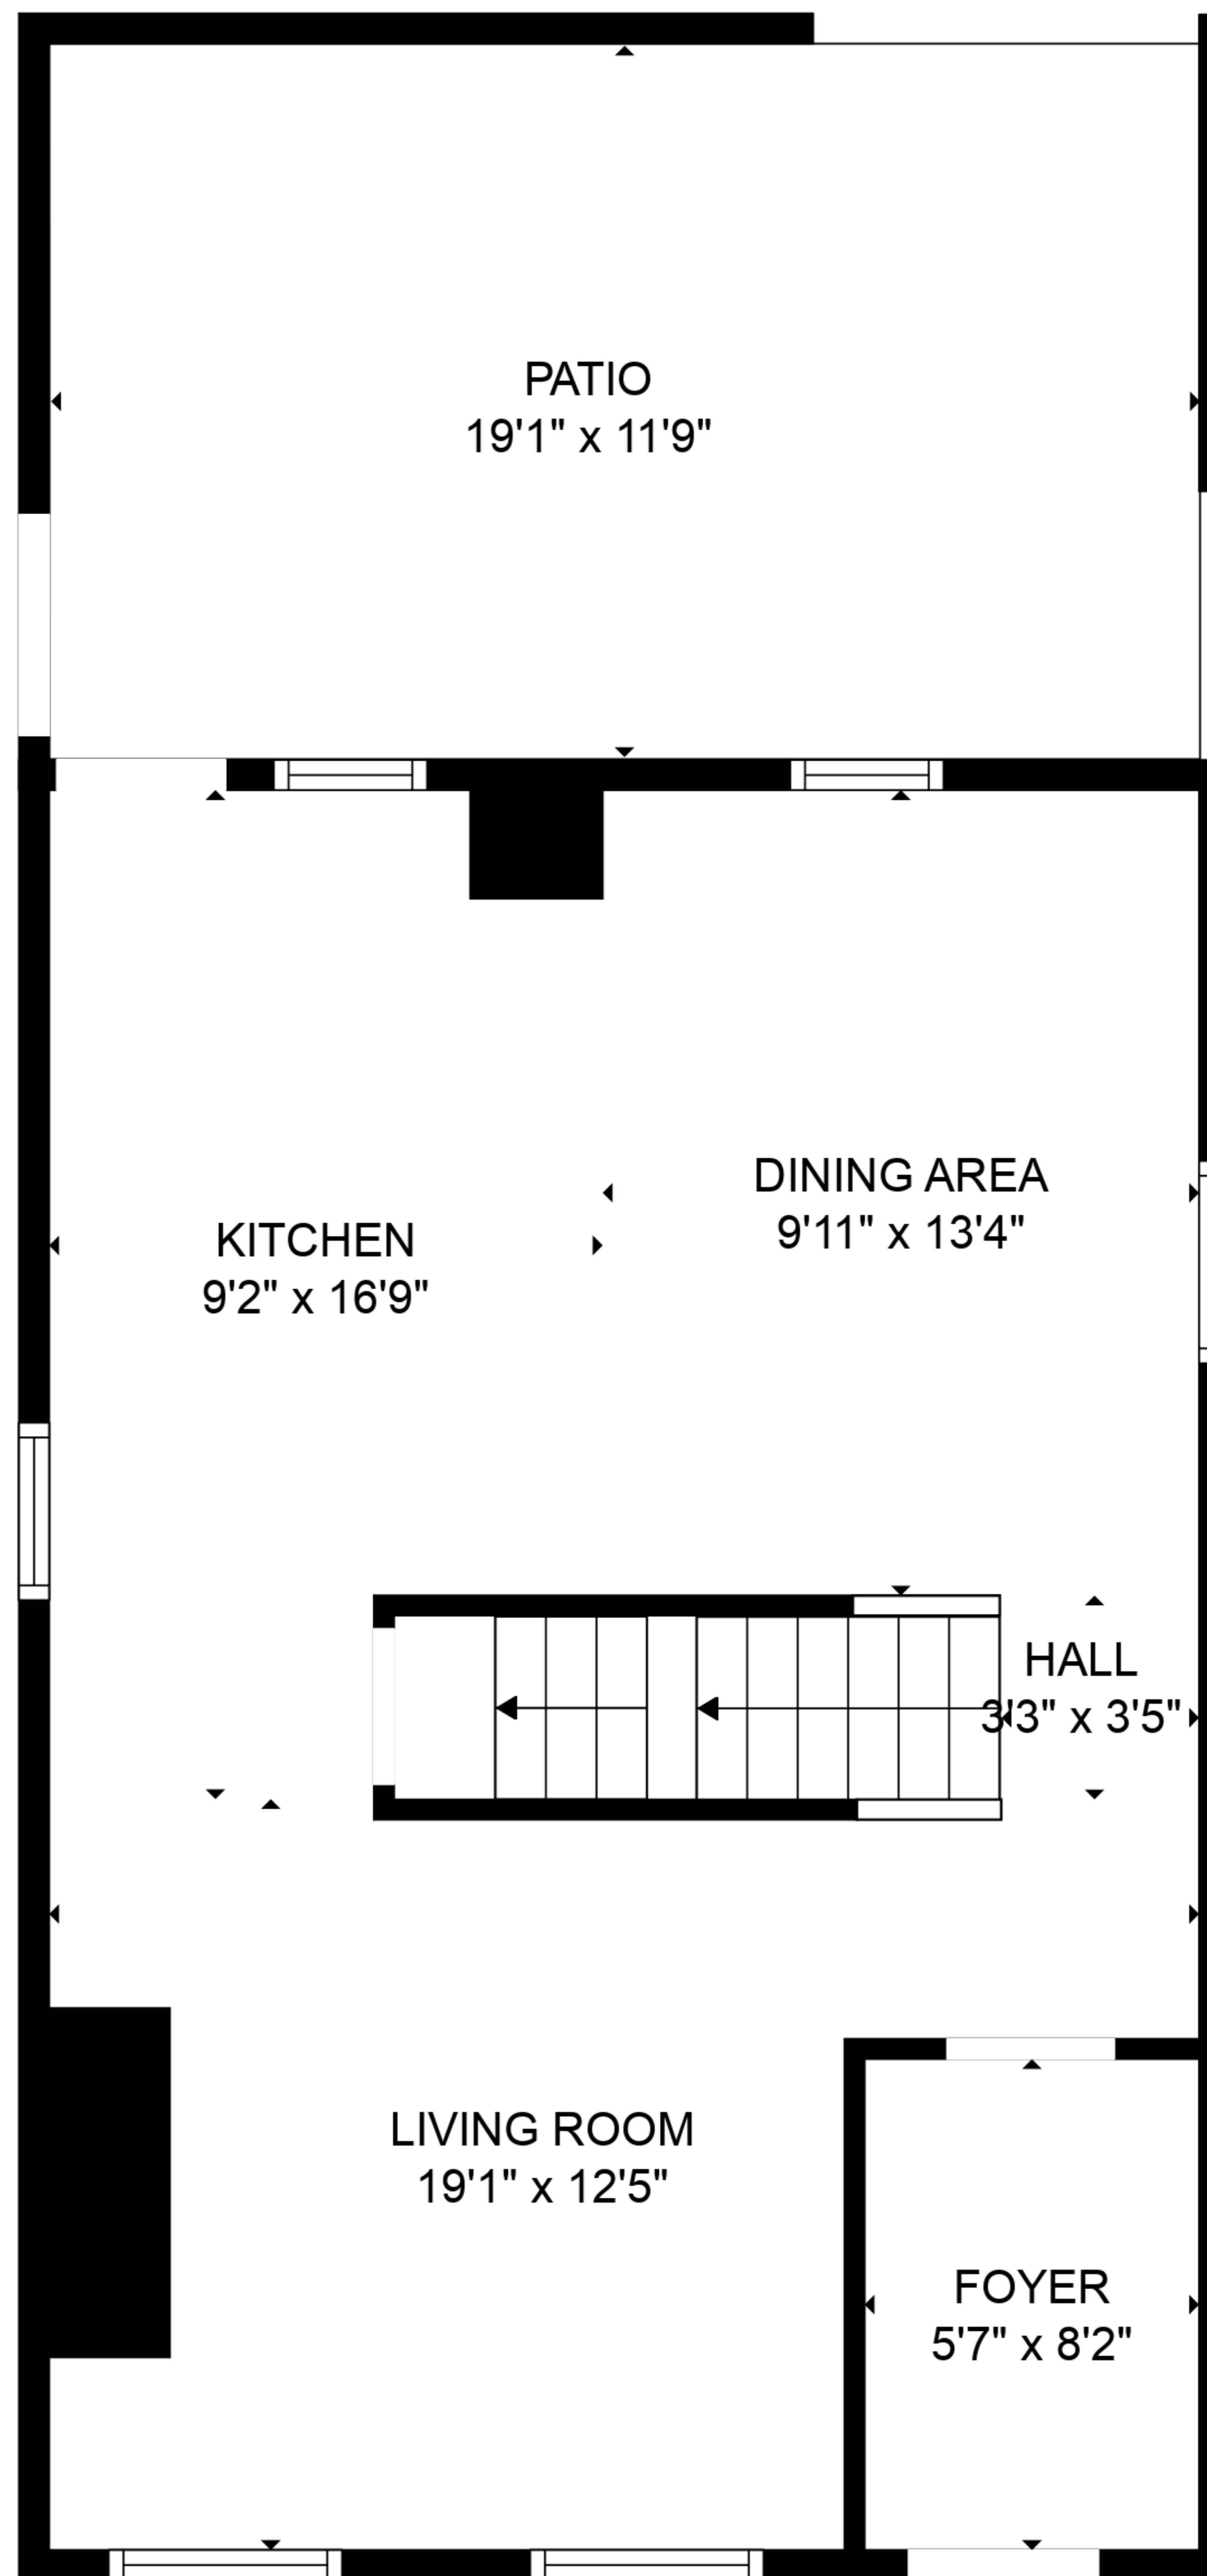 PATIO
19'1" x 11'9"
DINING AREA
9'11" x 13'4"
KITCHEN
9'2" x 16'9"
HALL
3'3" x 3'5"
LIVING ROOM
19'1" x 12'5"
FOYER
5'7" x 8'2"